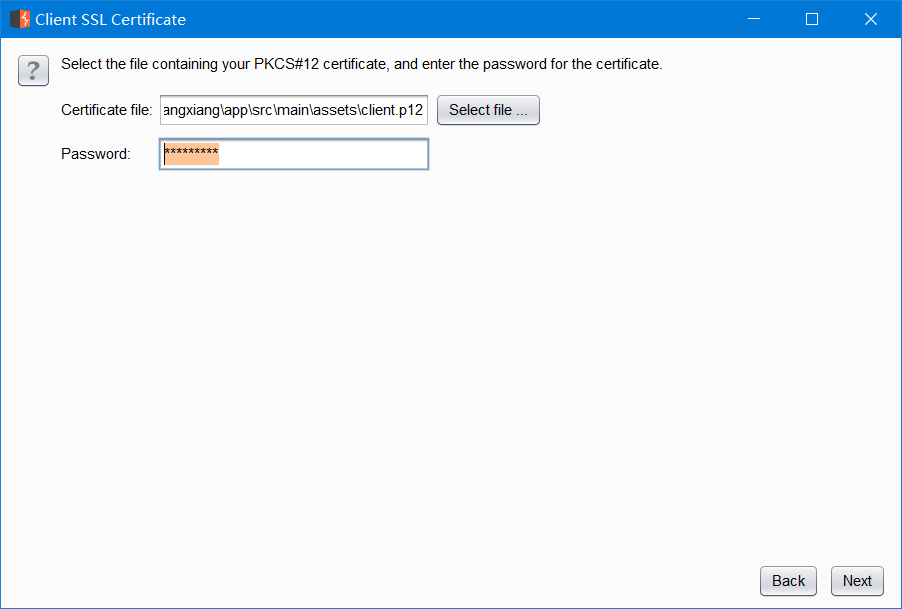 Client SSL Certificate
?
Select the file containing your PKCS#12 certificate, and enter the password for the certificate.
Certificate file: angxiang\app\src\main\assets\client.p12 Select file ...
Password: *********
Back Next